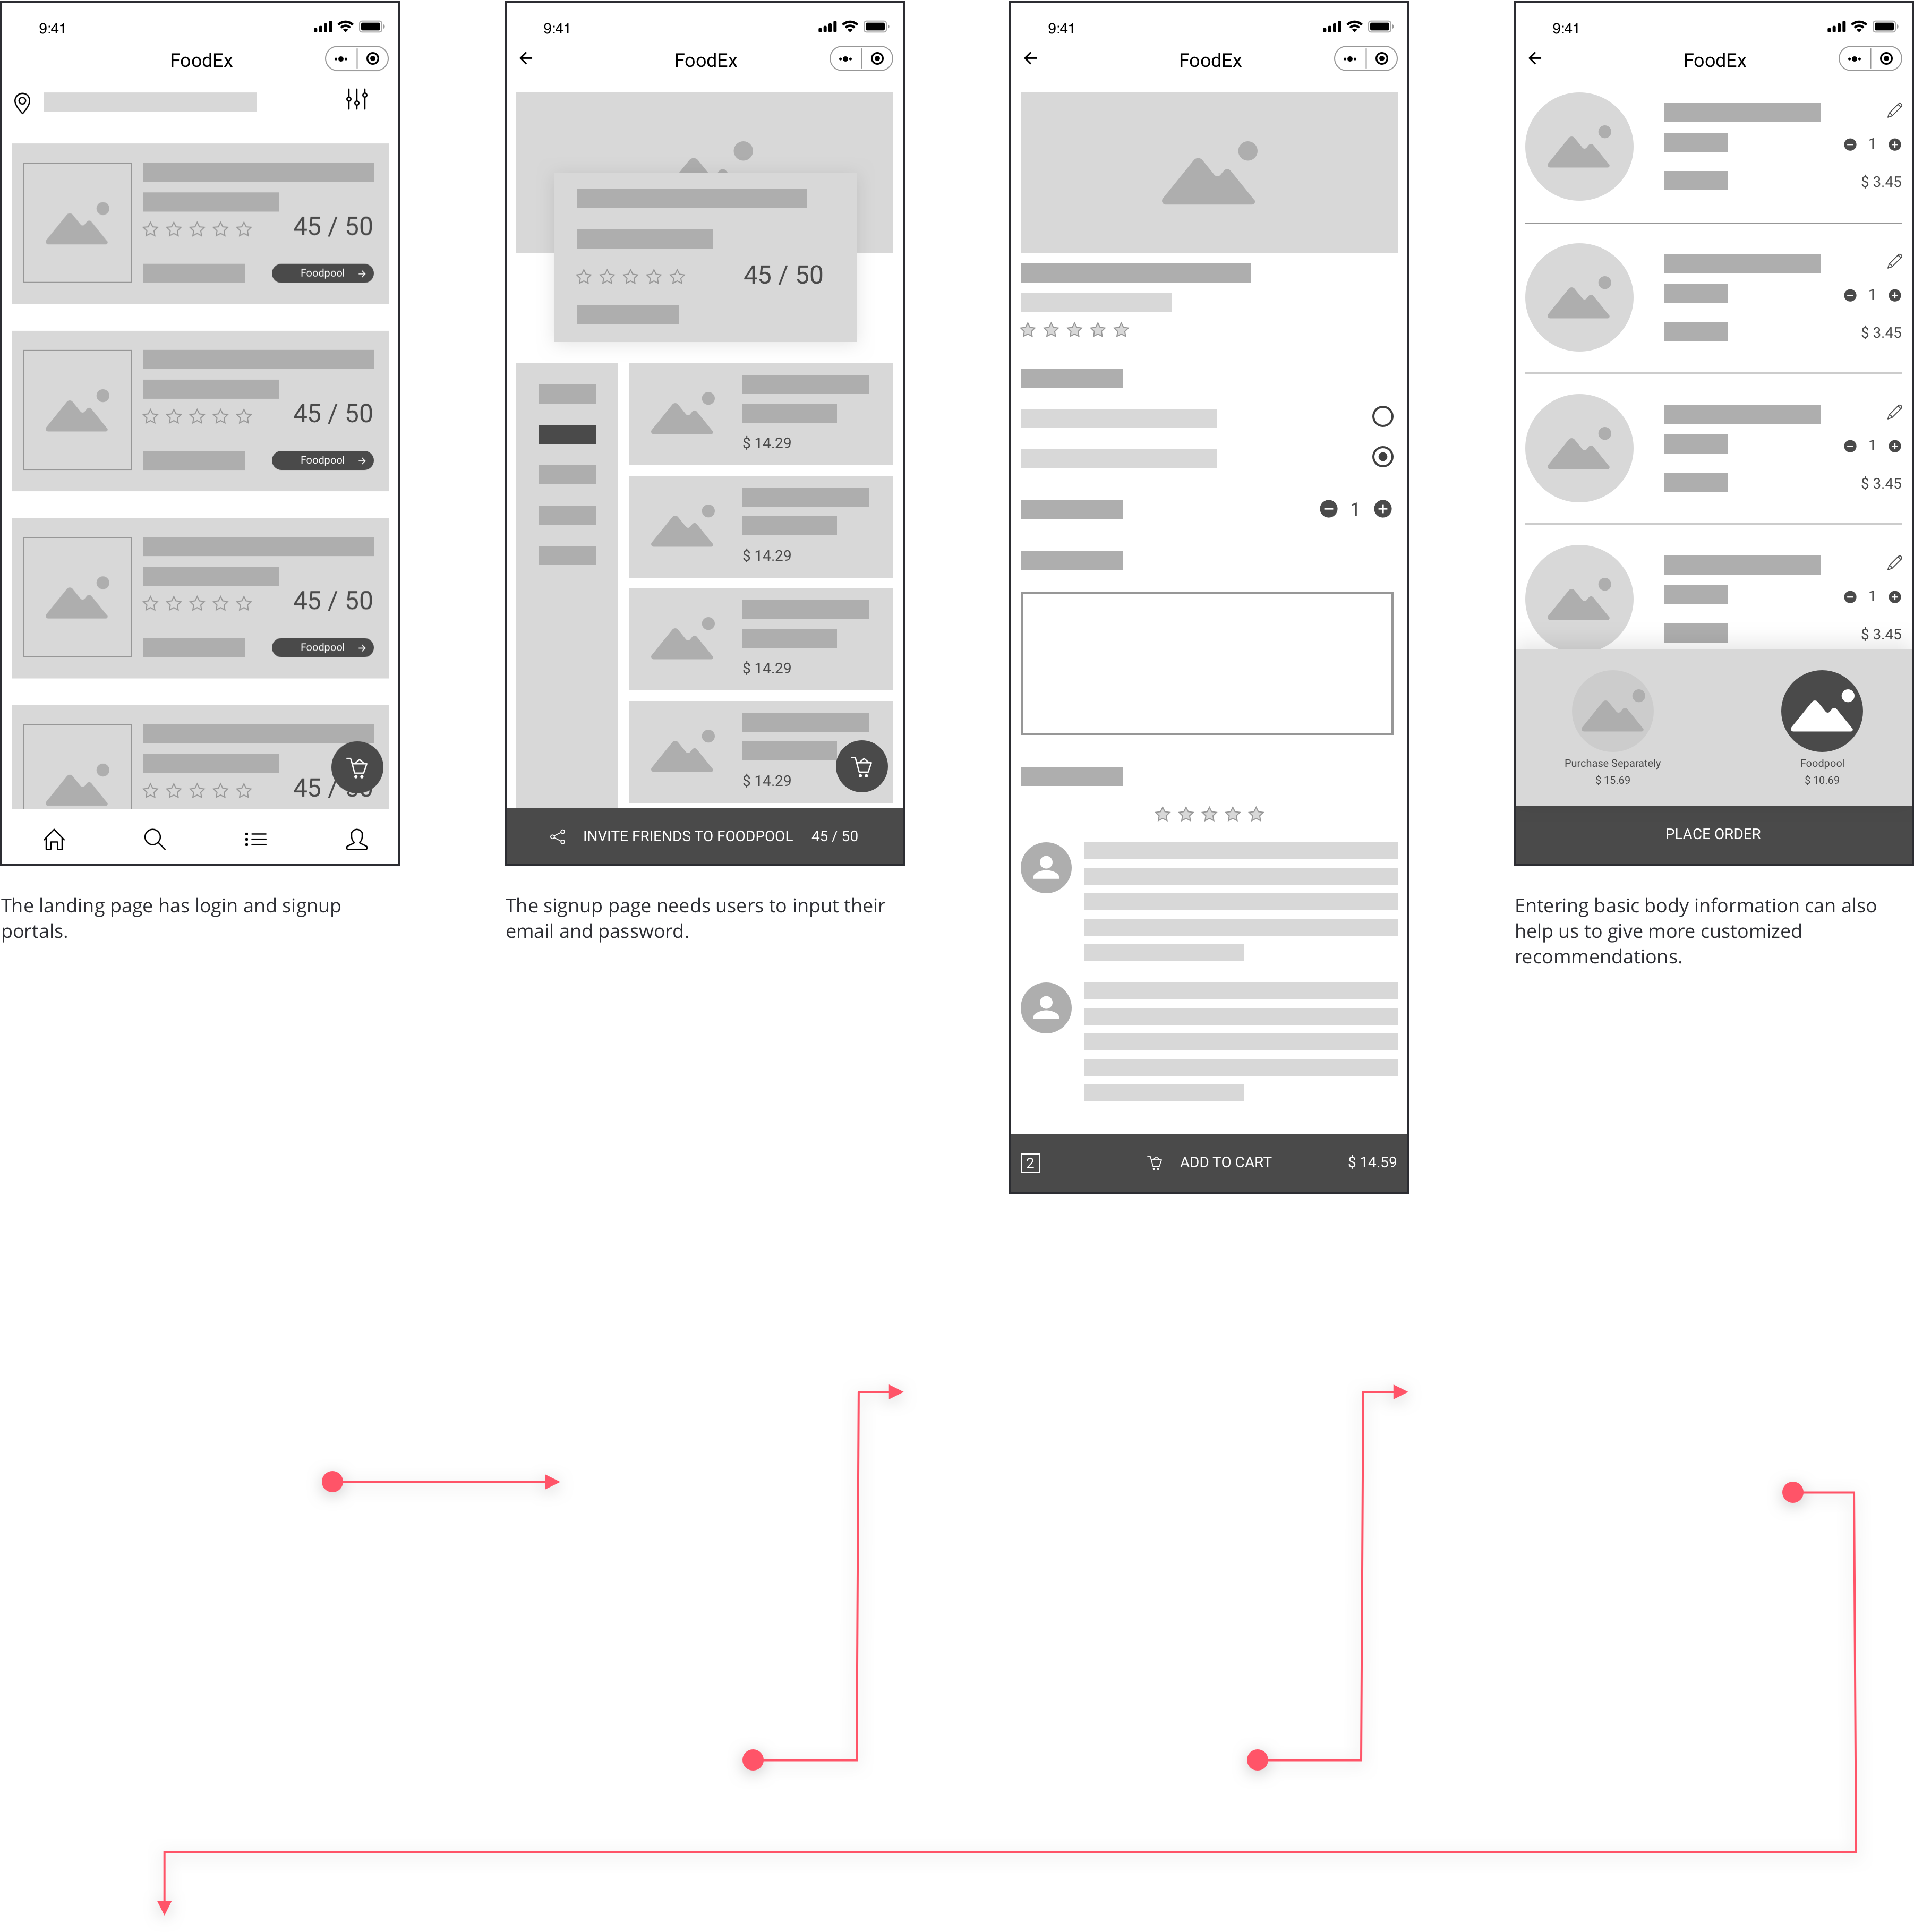 9:41
FoodEx
45 / 50
Foodpool
45 / 50
Foodpool
45 / 50
Foodpool
45 /
The landing page has login and signup
portals.
9:41
FoodEx
45 / 50
$ 14.29
$ 14.29
$ 14.29
$ 14.29
INVITE FRIENDS TO FOODPOOL 45 / 50
The signup page needs users to input their
email and password.
9:41
FoodEx
1
2 ADD TO CART $ 14.59
9:41
FoodEx
1
$ 3.45
1
$ 3.45
1
$ 3.45
1
$ 3.45
Purchase Separately
$ 15.69
Foodpool
$ 10.69
PLACE ORDER
Entering basic body information can also
help us to give more customized
recommendations.